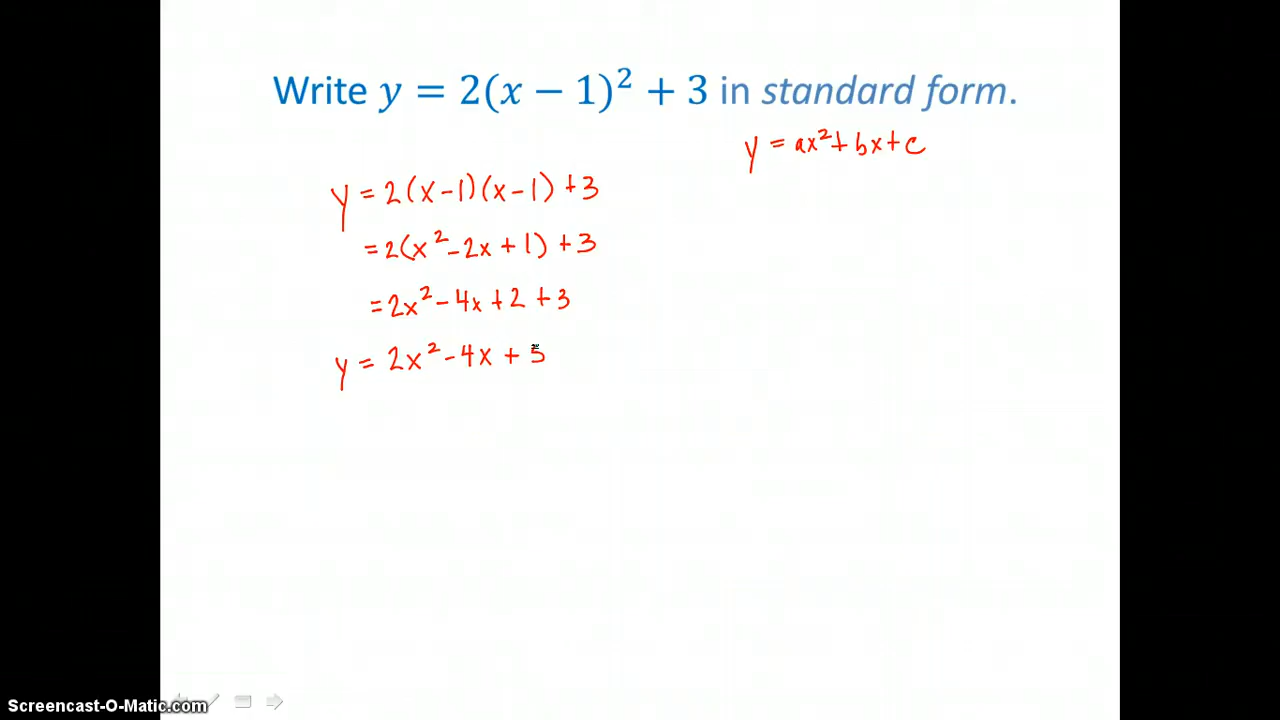 Write y = 2(x − 1)² + 3 in standard form.
y = ax² + bx + c
y = 2(x - 1)(x - 1) + 3
= 2(x² - 2x + 1) + 3
= 2x² - 4x + 2 + 3
y = 2x² - 4x + 5
Screencast-O-Matic.com